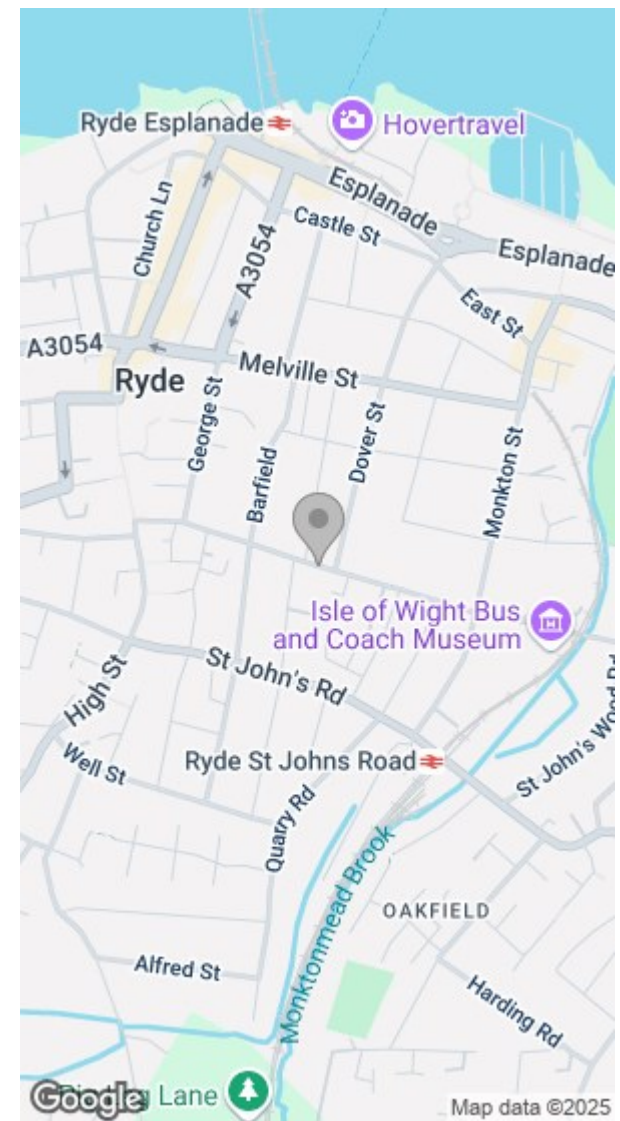 Ryde Esplanade
Hovertravel
Church Ln
Esplanade
Castle St
A3054
Esplanade
East St
A3054
Melville St
Ryde
George St
Dover St
Barfield
Monkton St
Isle of Wight Bus
and Coach Museum
St John's Rd
High St
St John's Wood Rd
Ryde St Johns Road
Well St
Quarry Rd
Monktonmead Brook
OAKFIELD
Alfred St
Harding Rd
Lane
Google
Map data ©2025